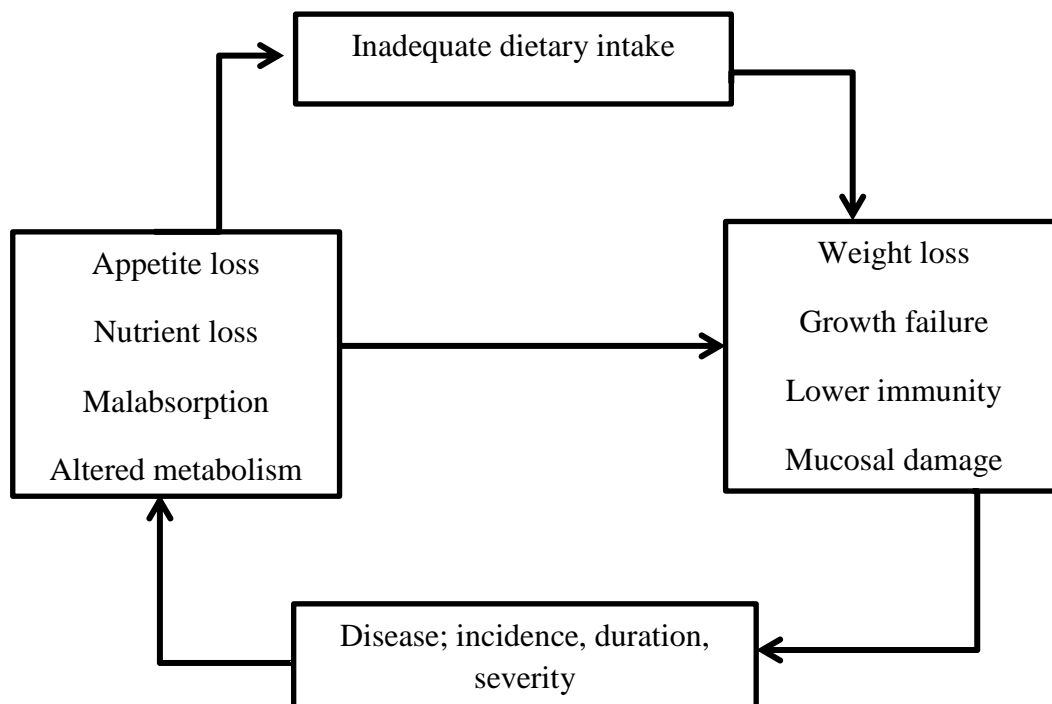 Inadequate dietary intake
Appetite loss
Nutrient loss
Malabsorption
Altered metabolism
Weight loss
Growth failure
Lower immunity
Mucosal damage
Disease; incidence, duration,
severity